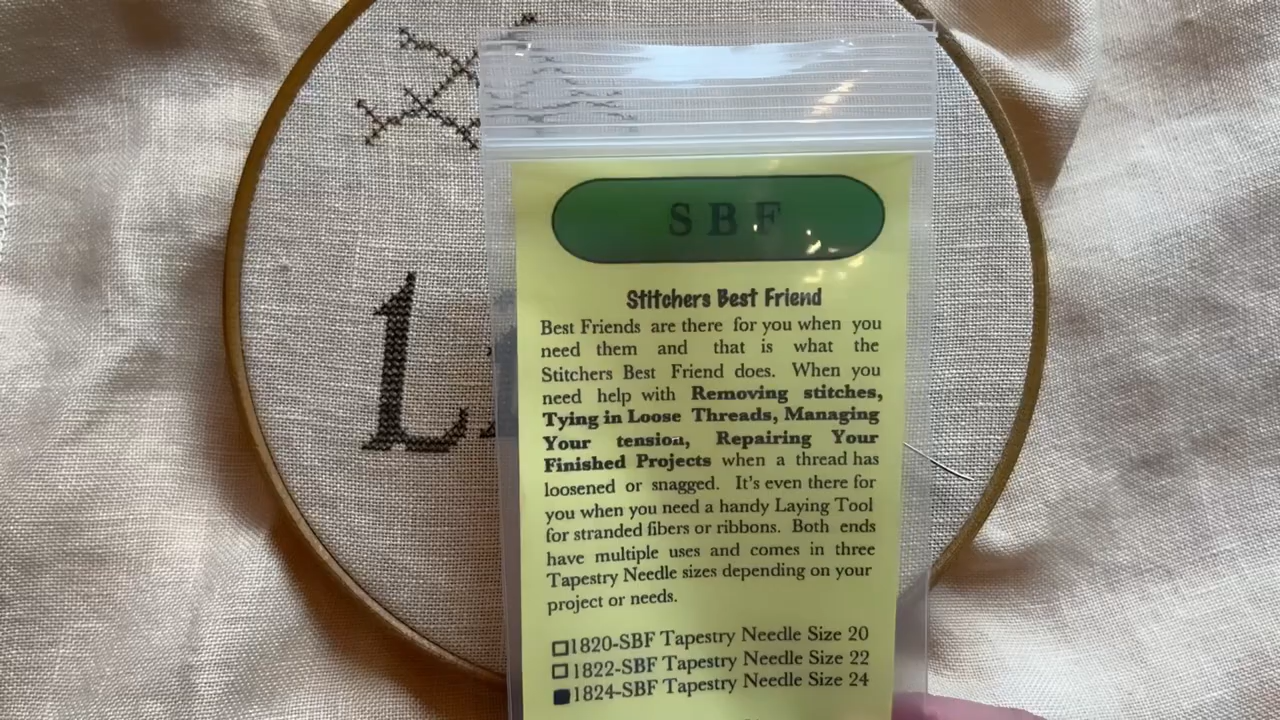 SBF
Stitchers Best Friend
Best Friends are there for you when you
need them and that is what the
Stitchers Best Friend does. When you
need help with Removing stitches,
Tying in Loose Threads, Managing
Your tension, Repairing Your
Finished Projects when a thread has
loosened or snagged. It's even there for
you when you need a handy Laying Tool
for stranded fibers or ribbons. Both ends
have multiple uses and comes in three
Tapestry Needle sizes depending on your
project or needs.
1820-SBF Tapestry Needle Size 20
1822-SBF Tapestry Needle Size 22
1824-SBF Tapestry Needle Size 24